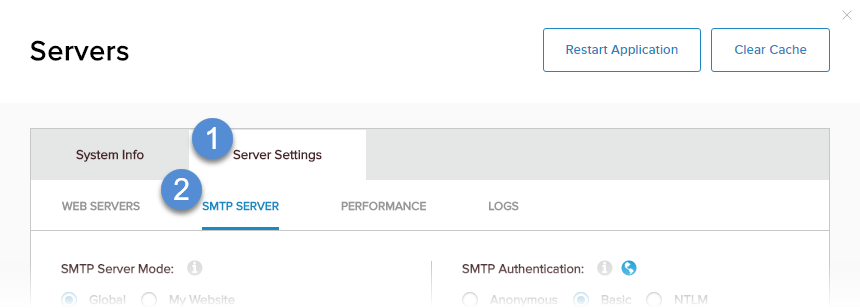 Servers
Restart Application
Clear Cache
System Info
1
Server Settings
WEB SERVERS
2
SMTP SERVER
PERFORMANCE
LOGS
SMTP Server Mode:
SMTP Authentication:
Global
My Website
Anonymous
Basic
NTLM